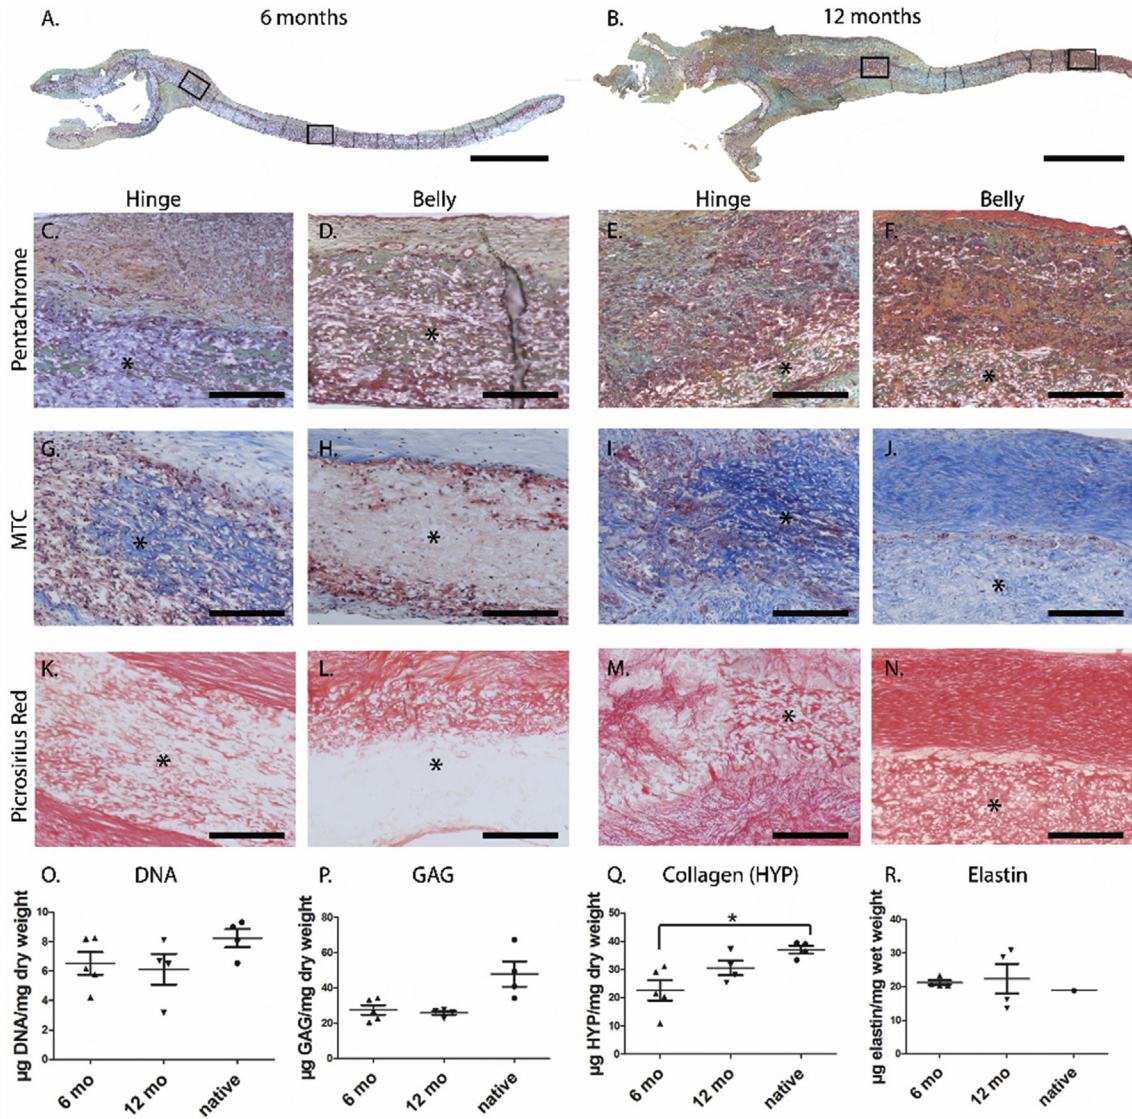 A. 6 months B. 12 months
Hinge Belly Hinge Belly
Pentachrome
C. D. E. F.
* * * *
MTC
G. H. I. J.
* * * *
Picrosirius Red
K. L. M. N.
* * * *
O. DNA
µg DNA/mg dry weight
10
8
6
4
2
0
6 mo 12 mo native
P. GAG
µg GAG/mg dry weight
80
60
40
20
0
6 mo 12 mo native
Q. Collagen (HYP)
µg HYP/mg dry weight
50
40
30
20
10
0
*
6 mo 12 mo native
R. Elastin
µg elastin/mg wet weight
40
30
20
10
0
6 mo 12 mo native